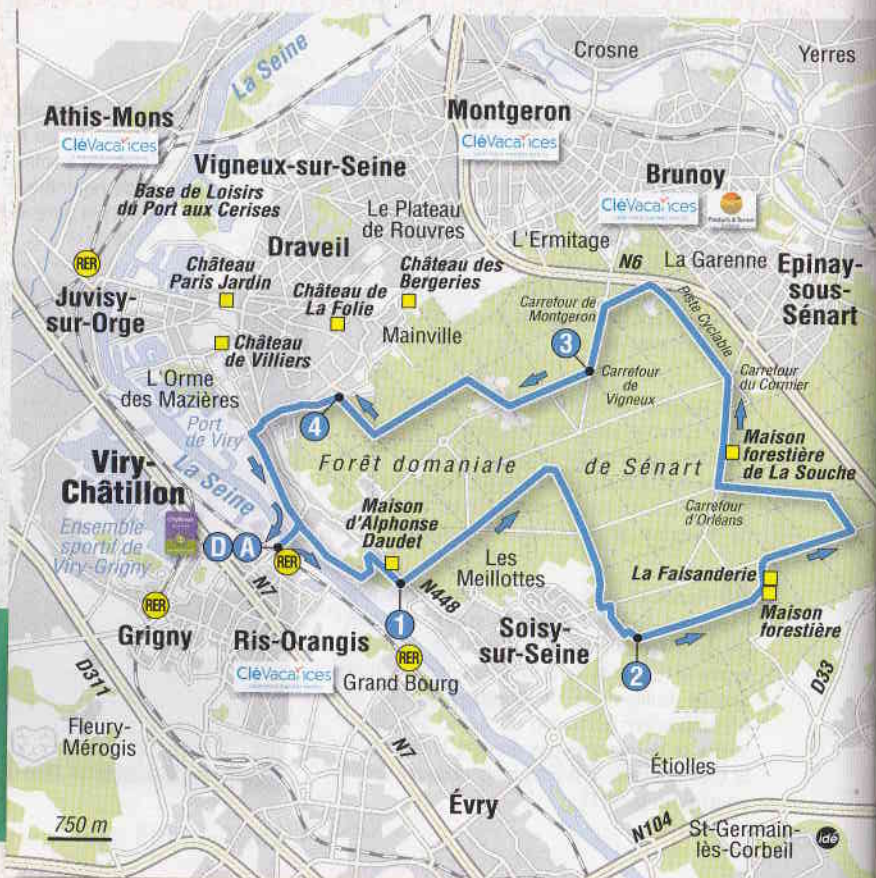 Crosne
Yerres
La Seine
Athis-Mons
CléVacances
Montgeron
CléVacances
Vigneux-sur-Seine
Base de Loisirs
du Port aux Cerises
Brunoy
CléVacances
Le Plateau
de Rouvres
L'Ermitage
N6
La Garenne
Epinay-
sous-
Sénart
RER
Draveil
Château
Paris Jardin
Château de
La Folie
Château des
Bergeries
Juvisy-
sur-Orge
Château
de Villiers
Mainville
Carrefour de
Montgeron
Piste Cyclable
3
Carrefour
de
Vigneux
Carrefour
du Cormier
L'Orme
des Mazières
Port
de Viry
4
Maison
forestière
de La Souche
Forêt domaniale
de Sénart
Viry-
Châtillon
La Seine
Carrefour
d'Orléans
Maison
d'Alphonse
Daudet
Ensemble
sportif de
Viry-Grigny
D
A
RER
N7
Les
Meillottes
La Faisanderie
Maison
forestière
N448
1
RER
Grigny
Ris-Orangis
CléVacances
RER
Grand Bourg
Soisy-
sur-Seine
2
D33
D311
Fleury-
Mérogis
N7
Étiolles
Évry
750 m
N104
St-Germain-
lès-Corbeil
idé